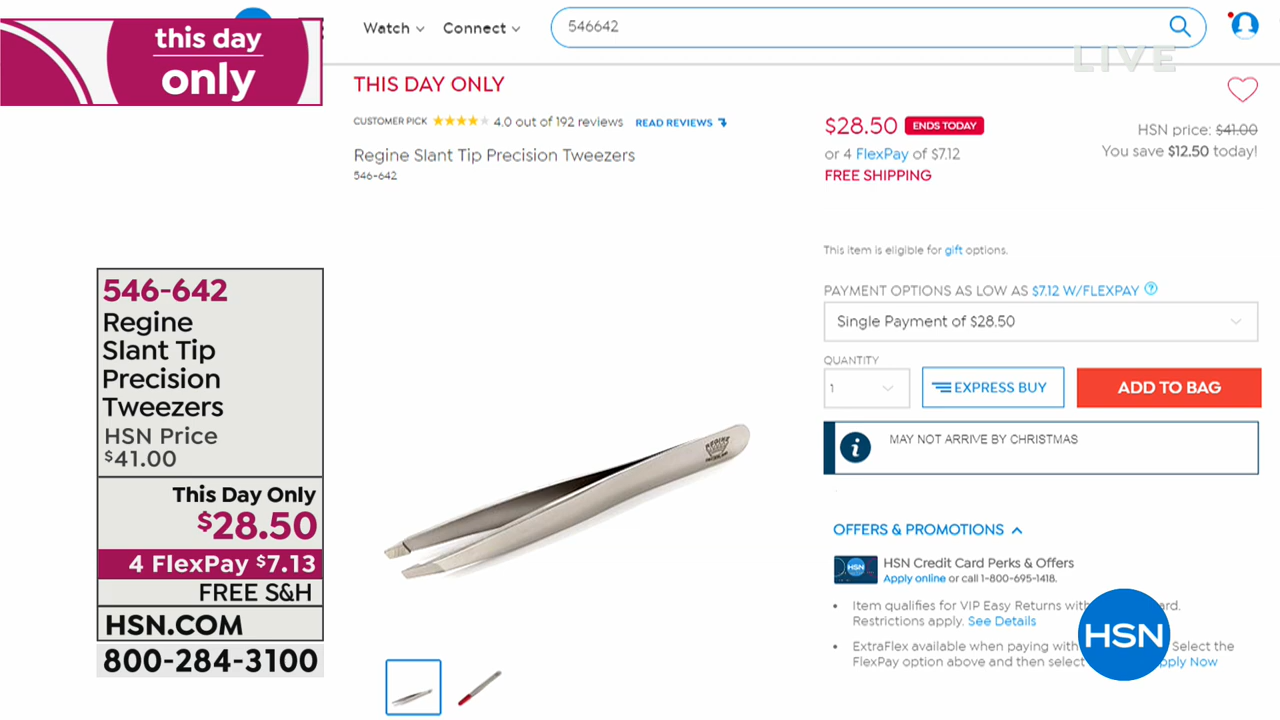 this day
only
Watch
Connect
546642
LIVE
THIS DAY ONLY
CUSTOMER PICK 4.0 out of 192 reviews READ REVIEWS
Regine Slant Tip Precision Tweezers
546-642
$28.50 ENDS TODAY
or 4 FlexPay of $7.12
FREE SHIPPING
HSN price: $41.00
You save $12.50 today!
This item is eligible for gift options.
PAYMENT OPTIONS AS LOW AS $7.12 W/FLEXPAY ?
Single Payment of $28.50
QUANTITY
1
EXPRESS BUY
ADD TO BAG
i MAY NOT ARRIVE BY CHRISTMAS
OFFERS & PROMOTIONS
HSN
HSN Credit Card Perks & Offers
Apply online or call 1-800-695-1418.
• Item qualifies for VIP Easy Returns with rd.
Restrictions apply. See Details
• ExtraFlex available when paying with Select the
FlexPay option above and then select pply Now
HSN
546-642
Regine
Slant Tip
Precision
Tweezers
HSN Price
$41.00
This Day Only
$28.50
4 FlexPay $7.13
FREE S&H
HSN.COM
800-284-3100
REGINE